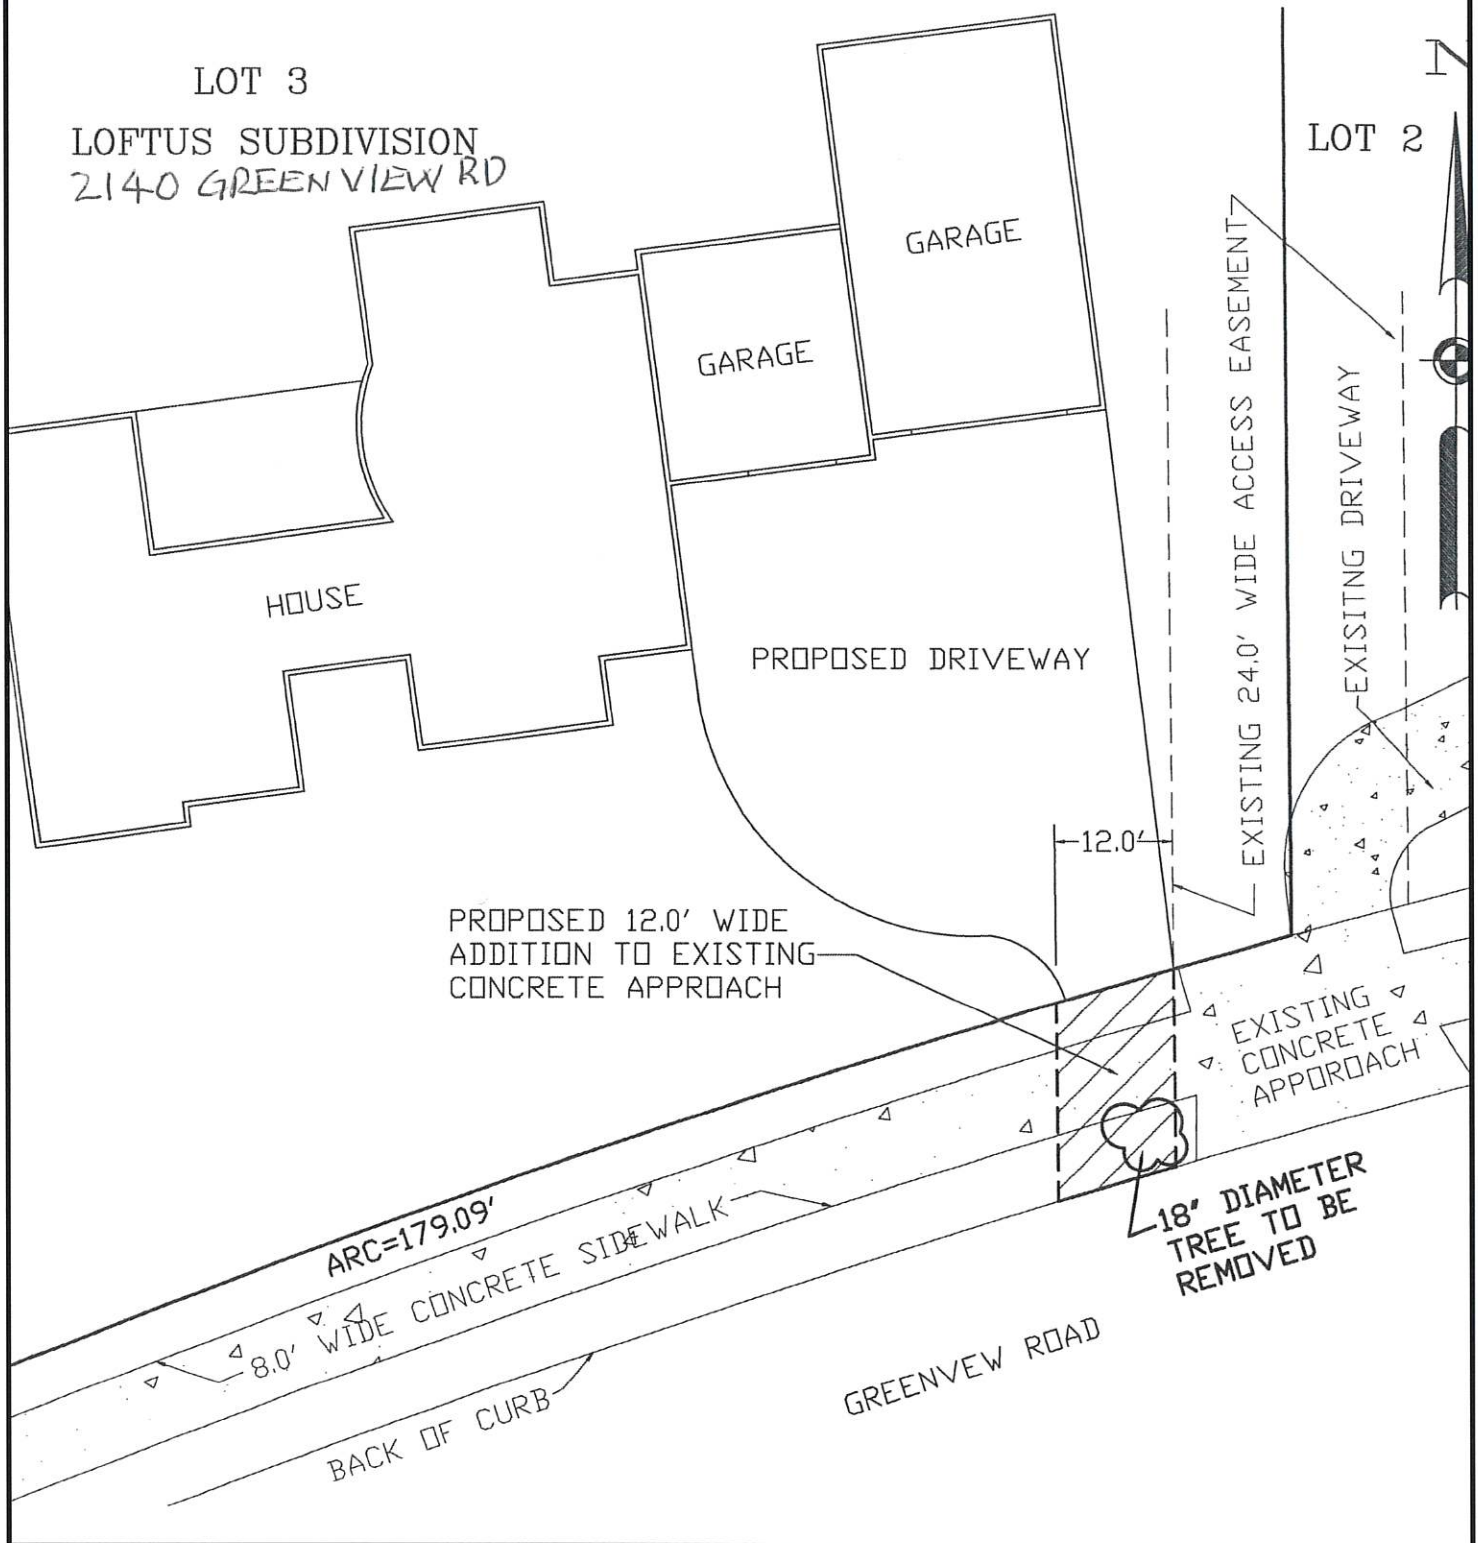 LOT 3
LOFTUS SUBDIVISION
2140 GREENVIEW RD
N
LOT 2
GARAGE
GARAGE
HOUSE
PROPOSED DRIVEWAY
EXISTING 24.0' WIDE ACCESS EASEMENT
EXISITNG DRIVEWAY
12.0'
PROPOSED 12.0' WIDE
ADDITION TO EXISTING
CONCRETE APPROACH
EXISTING
CONCRETE
APPOROACH
ARC=179.09'
8.0' WIDE CONCRETE SIDEWALK
18" DIAMETER
TREE TO BE
REMOVED
BACK OF CURB
GREENVEW ROAD